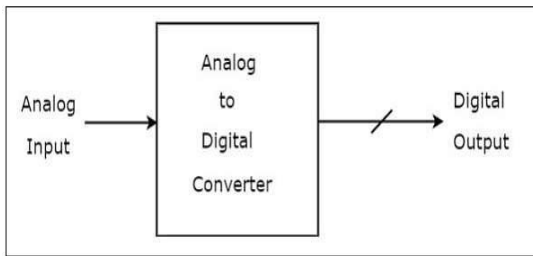 Analog
Input
Analog
to
Digital
Converter
Digital
Output